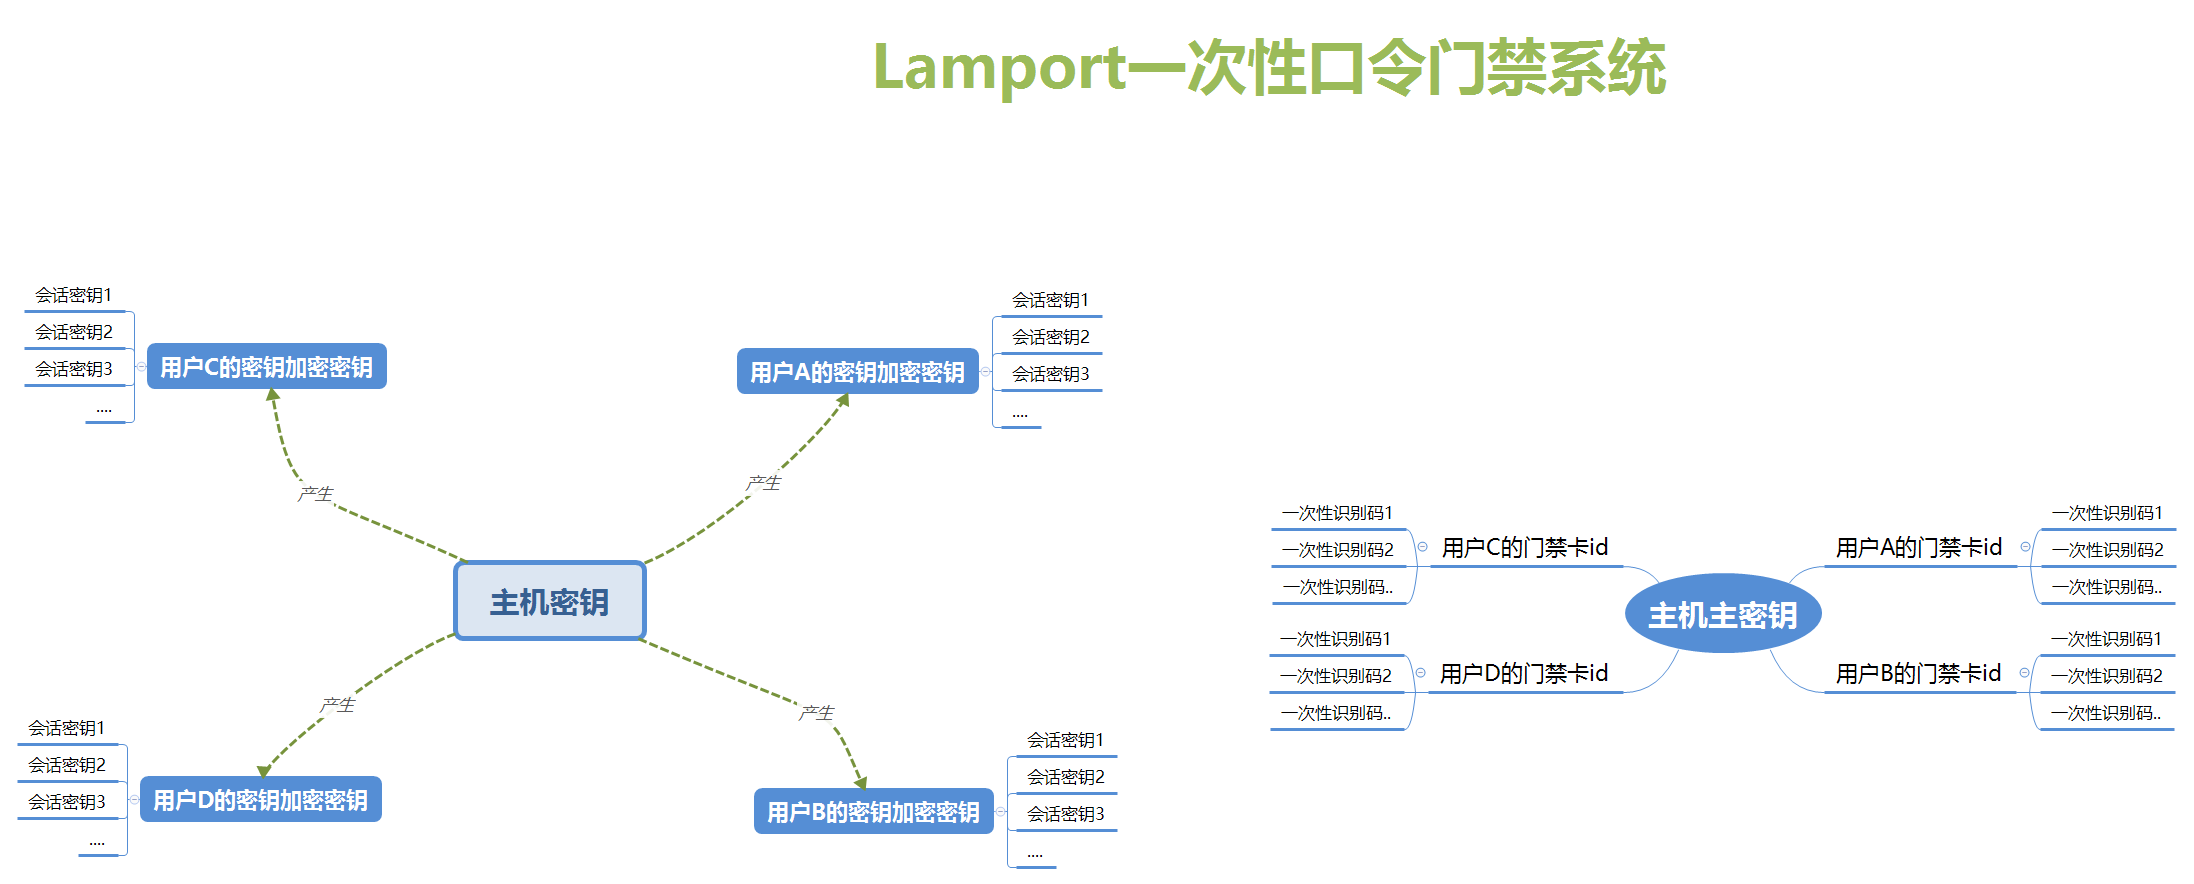 Lamport一次性口令门禁系统
会话密钥1
会话密钥2
会话密钥3
....
用户C的密钥加密密钥
用户A的密钥加密密钥
会话密钥1
会话密钥2
会话密钥3
....
产生
产生
主机密钥
产生
产生
会话密钥1
会话密钥2
会话密钥3
....
用户D的密钥加密密钥
用户B的密钥加密密钥
会话密钥1
会话密钥2
会话密钥3
....
一次性识别码1
一次性识别码2
一次性识别码..
用户C的门禁卡id
用户A的门禁卡id
一次性识别码1
一次性识别码2
一次性识别码..
主机主密钥
一次性识别码1
一次性识别码2
一次性识别码..
用户D的门禁卡id
用户B的门禁卡id
一次性识别码1
一次性识别码2
一次性识别码..